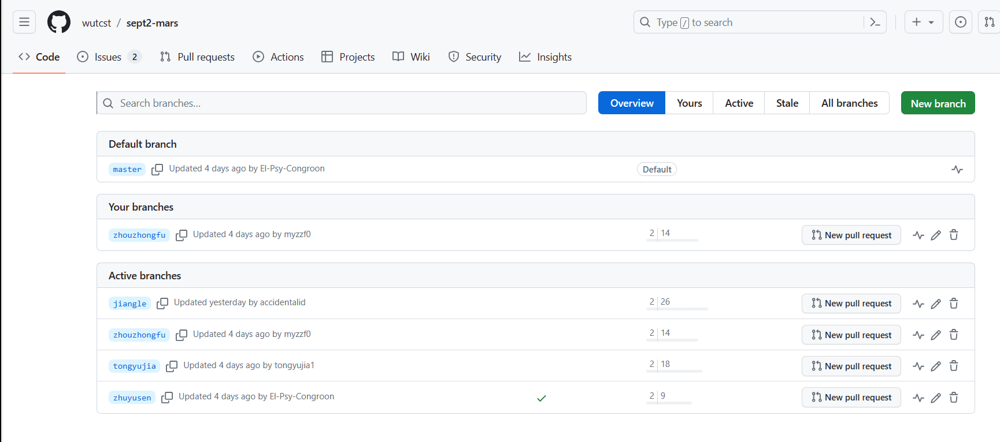 wutcst / sept2-mars
Type / to search
Code Issues 2 Pull requests Actions Projects Wiki Security Insights
Search branches...
Overview Yours Active Stale All branches New branch
Default branch
master Updated 4 days ago by El-Psy-Congroon Default
Your branches
zhouzhongfu Updated 4 days ago by myzzf0 2 14 New pull request
Active branches
jiangle Updated yesterday by accidentalid 2 26 New pull request
zhouzhongfu Updated 4 days ago by myzzf0 2 14 New pull request
tongyujia Updated 4 days ago by tongyujia1 2 18 New pull request
zhuyusen Updated 4 days ago by El-Psy-Congroon 2 9 New pull request